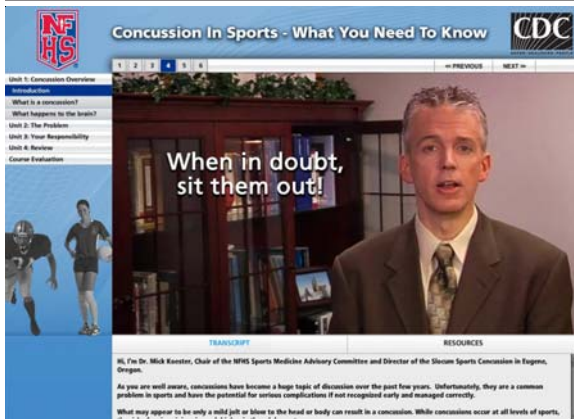 NF
HS
Concussion In Sports - What You Need To Know
CDC
1 2 3 4 5 6
PREVIOUS NEXT
Unit 1: Concussion Overview
Introduction
What is a concussion?
What happens to the brain?
Unit 2: The Problem
Unit 3: Your Responsibility
Unit 4: Review
Course Evaluation
When in doubt,
sit them out!
TRANSCRIPT RESOURCES
Hi, I'm Dr. Mick Koester, Chair of the NFHS Sports Medicine Advisory Committee and Director of the Slocum Sports Concussion in Eugene,
Oregon.
As you are well aware, concussions have become a huge topic of discussion over the past few years. Unfortunately, they are a common
problem in sports and have the potential for serious complications if not recognized early and managed correctly.
What may appear to be only a mild jolt or blow to the head or body can result in a concussion. While concussions occur at all levels of sports,